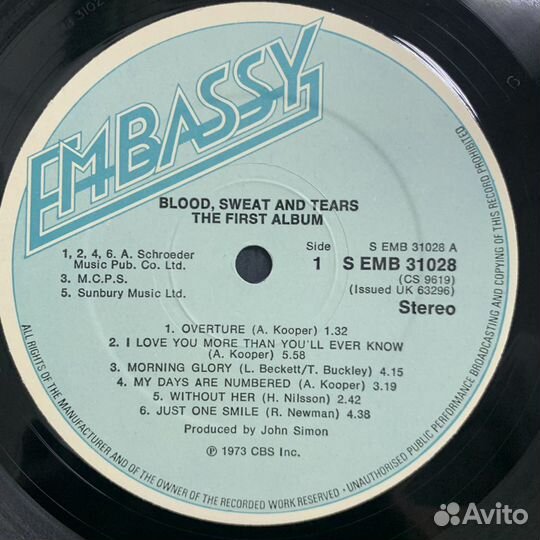 EMBASSY
BLOOD, SWEAT AND TEARS
THE FIRST ALBUM
1, 2, 4, 6. A. Schroeder
Music Pub. Co. Ltd.
3. M.C.P.S.
5. Sunbury Music Ltd.
Side
1
S EMB 31028 A
S EMB 31028
(CS 9619)
(Issued UK 63296)
Stereo
1. OVERTURE (A. Kooper) 1.32
2. I LOVE YOU MORE THAN YOU'LL EVER KNOW
(A. Kooper) 5.58
3. MORNING GLORY (L. Beckett/T. Buckley) 4.15
4. MY DAYS ARE NUMBERED (A. Kooper) 3.19
5. WITHOUT HER (H. Nilsson) 2.42
6. JUST ONE SMILE (R. Newman) 4.38
Produced by John Simon
℗ 1973 CBS Inc.
ALL RIGHTS OF THE MANUFACTURER AND OF THE OWNER OF THE RECORDED WORK RESERVED · UNAUTHORISED PUBLIC PERFORMANCE BROADCASTING AND COPYING OF THIS RECORD PROHIBITED
Avito